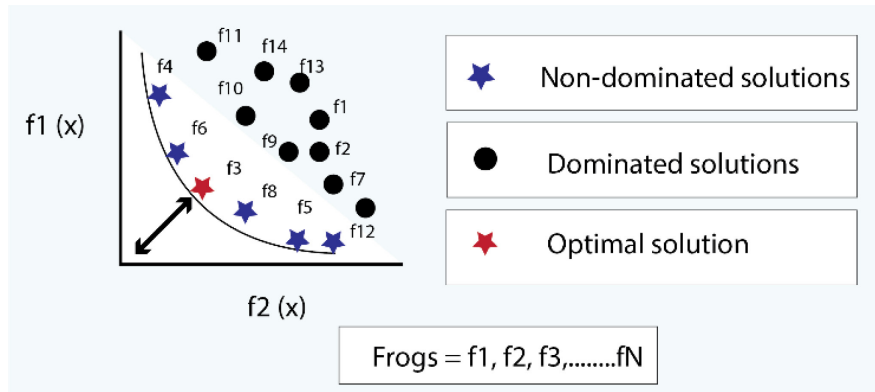 f11
f14
f4
f13
f10
f1
f1 (x)
f6
f9
f2
f3
f7
f8
f5
f12
f2 (x)
Non-dominated solutions
Dominated solutions
Optimal solution
Frogs = f1, f2, f3,........fN